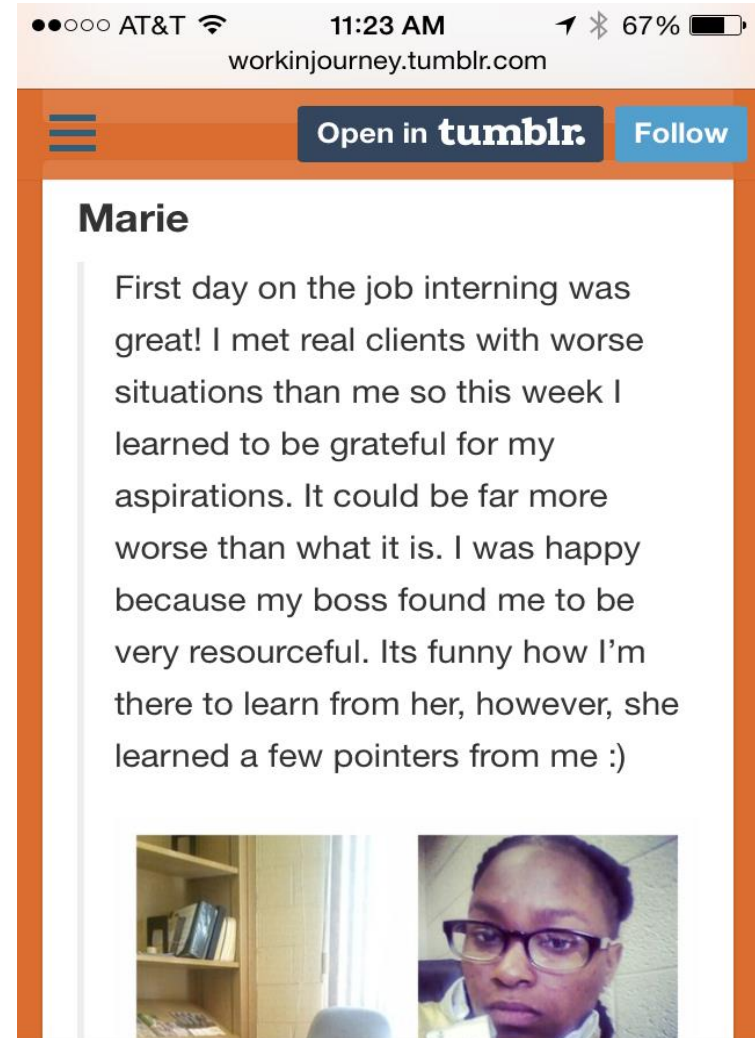 AT&T 11:23 AM 67%
workinjourney.tumblr.com
Open in tumblr. Follow
Marie
First day on the job interning was
great! I met real clients with worse
situations than me so this week I
learned to be grateful for my
aspirations. It could be far more
worse than what it is. I was happy
because my boss found me to be
very resourceful. Its funny how I’m
there to learn from her, however, she
learned a few pointers from me :)